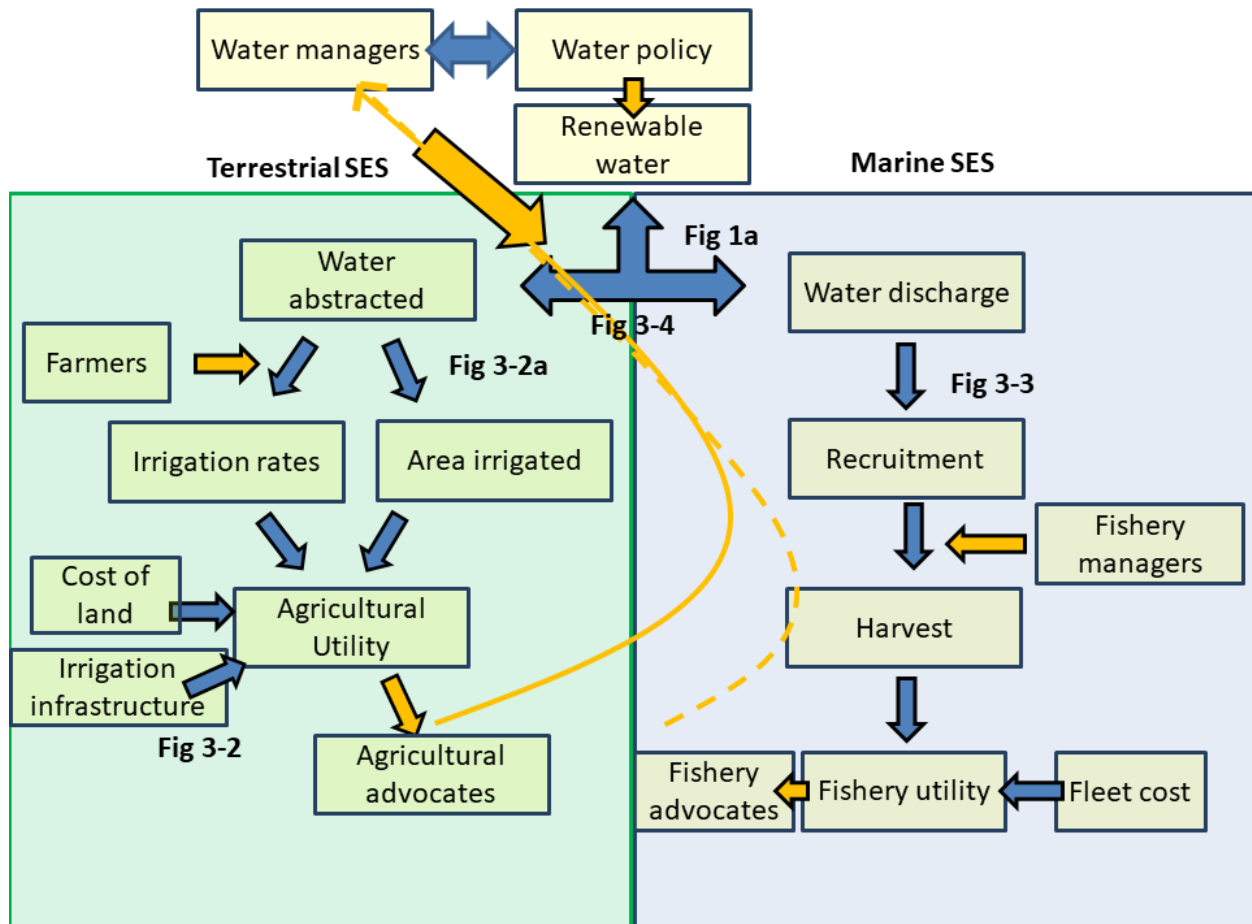 Water managers
Water policy
Renewable
water
Terrestrial SES
Marine SES
Fig 1a
Water
abstracted
Water discharge
Fig 3-4
Farmers
Fig 3-2a
Fig 3-3
Irrigation rates
Area irrigated
Recruitment
Fishery
managers
Cost of
land
Agricultural
Utility
Harvest
Irrigation
infrastructure
Fig 3-2
Agricultural
advocates
Fishery
advocates
Fishery utility
Fleet cost